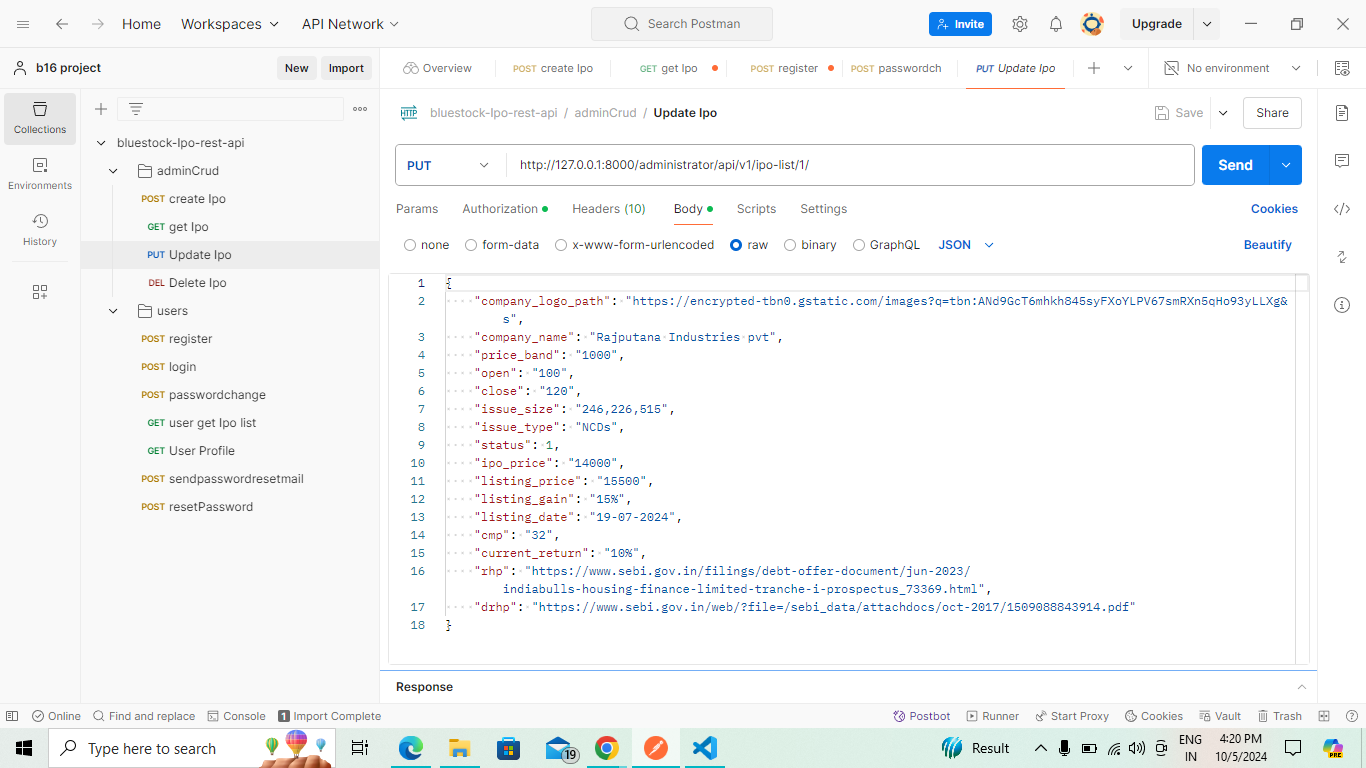 Home
Workspaces
API Network
Search Postman
Invite
Upgrade
b16 project
New
Import
Overview
POST create Ipo
GET get Ipo
POST register
POST passwordch
PUT Update Ipo
No environment
Collections
Environments
History
bluestock-Ipo-rest-api
adminCrud
POST create Ipo
GET get Ipo
PUT Update Ipo
DEL Delete Ipo
users
POST register
POST login
POST passwordchange
GET user get Ipo list
GET User Profile
POST sendpasswordresetmail
POST resetPassword
HTTP bluestock-Ipo-rest-api / adminCrud / Update Ipo
Save
Share
PUT
http://127.0.0.1:8000/administrator/api/v1/ipo-list/1/
Send
Params Authorization Headers (10) Body Scripts Settings
Cookies
none form-data x-www-form-urlencoded raw binary GraphQL JSON
Beautify
1 {
2 "company_logo_path": "https://encrypted-tbn0.gstatic.com/images?q=tbn:ANd9GcT6mhkh845syFXoYLPV67smRXn5qHo93yLLXg&
s",
3 "company_name": "Rajputana Industries pvt",
4 "price_band": "1000",
5 "open": "100",
6 "close": "120",
7 "issue_size": "246,226,515",
8 "issue_type": "NCDs",
9 "status": 1,
10 "ipo_price": "14000",
11 "listing_price": "15500",
12 "listing_gain": "15%",
13 "listing_date": "19-07-2024",
14 "cmp": "32",
15 "current_return": "10%",
16 "rhp": "https://www.sebi.gov.in/filings/debt-offer-document/jun-2023/
indiabulls-housing-finance-limited-tranche-i-prospectus_73369.html",
17 "drhp": "https://www.sebi.gov.in/web/?file=/sebi_data/attachdocs/oct-2017/1509088843914.pdf"
18 }
Response
Online
Find and replace
Console
1 Import Complete
Postbot
Runner
Start Proxy
Cookies
Vault
Trash
Type here to search
19
Result
ENG
IN
4:20 PM
10/5/2024
PRE